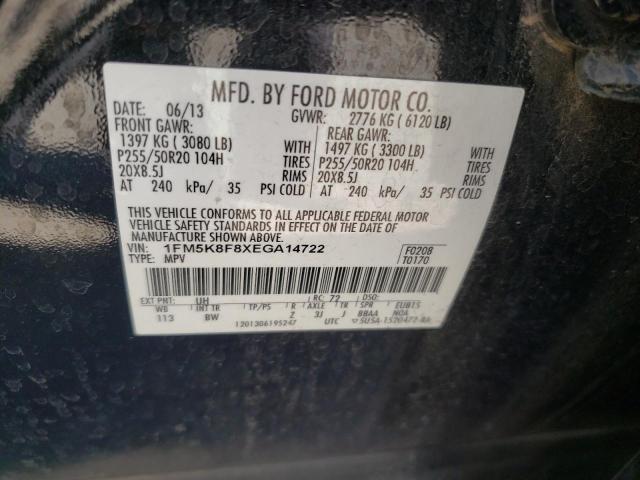 MFD. BY FORD MOTOR CO.
DATE: 06/13 GVWR: 2776 KG ( 6120 LB)
FRONT GAWR: REAR GAWR:
1397 KG ( 3080 LB) 1497 KG ( 3300 LB)
P255/50R20 104H TIRES P255/50R20 104H TIRES
20X8.5J RIMS 20X8.5J RIMS
AT 240 kPa/ 35 PSI COLD AT 240 kPa/ 35 PSI COLD
THIS VEHICLE CONFORMS TO ALL APPLICABLE FEDERAL MOTOR
VEHICLE SAFETY STANDARDS IN EFFECT ON THE DATE OF
MANUFACTURE SHOWN ABOVE.
VIN: 1FM5K8F8XEGA14722 F0208
TYPE: MPV T0170
EXT PNT: UH RC: 72 DSO:
WB BRK INT TR TP/PS R AXLE TR SPR EUB15
113 BW Z 3J J BBAA NOA
1201306195247 UTC